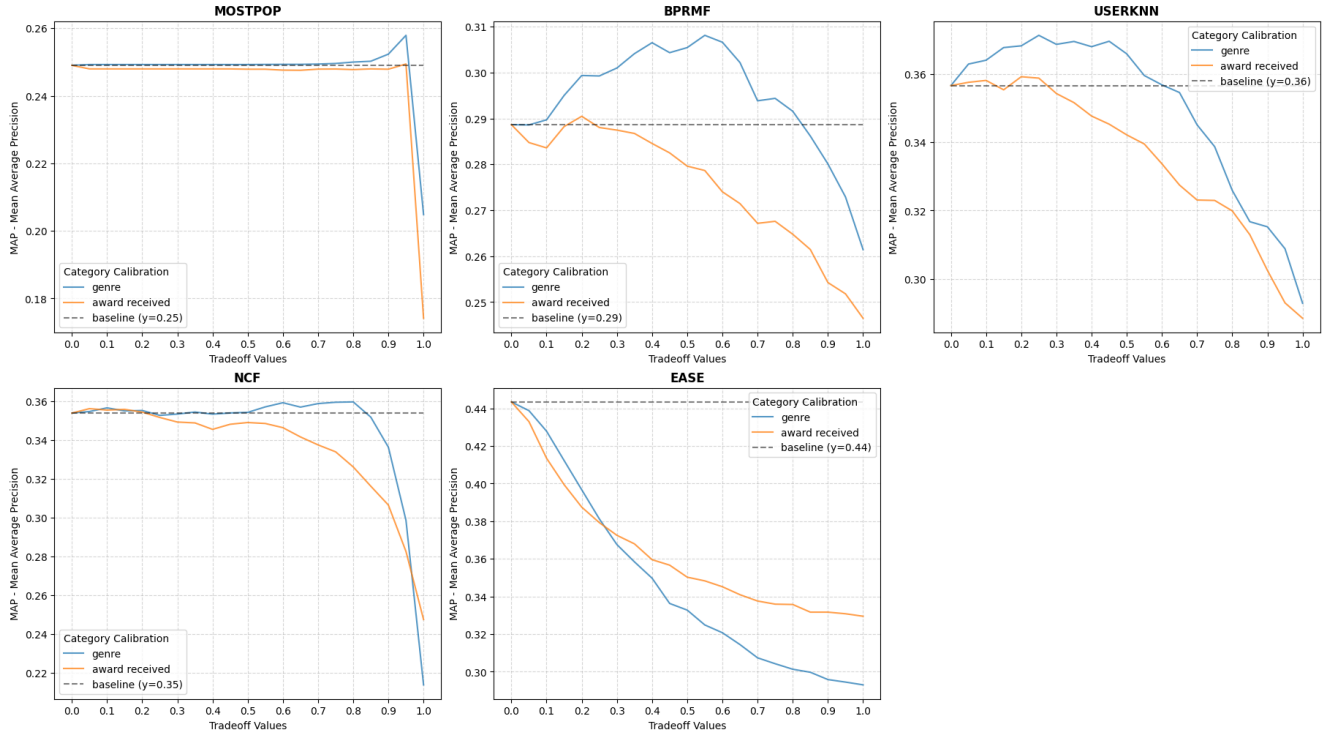 MOSTPOP
MAP - Mean Average Precision
0.26
0.24
0.22
0.20
0.18
Category Calibration
genre
award received
baseline (y=0.25)
0.0 0.1 0.2 0.3 0.4 0.5 0.6 0.7 0.8 0.9 1.0
Tradeoff Values
BPRMF
MAP - Mean Average Precision
0.31
0.30
0.29
0.28
0.27
0.26
0.25
Category Calibration
genre
award received
baseline (y=0.29)
0.0 0.1 0.2 0.3 0.4 0.5 0.6 0.7 0.8 0.9 1.0
Tradeoff Values
USERKNN
MAP - Mean Average Precision
0.36
0.34
0.32
0.30
Category Calibration
genre
award received
baseline (y=0.36)
0.0 0.1 0.2 0.3 0.4 0.5 0.6 0.7 0.8 0.9 1.0
Tradeoff Values
NCF
MAP - Mean Average Precision
0.36
0.34
0.32
0.30
0.28
0.26
0.24
0.22
Category Calibration
genre
award received
baseline (y=0.35)
0.0 0.1 0.2 0.3 0.4 0.5 0.6 0.7 0.8 0.9 1.0
Tradeoff Values
EASE
MAP - Mean Average Precision
0.44
0.42
0.40
0.38
0.36
0.34
0.32
0.30
Category Calibration
genre
award received
baseline (y=0.44)
0.0 0.1 0.2 0.3 0.4 0.5 0.6 0.7 0.8 0.9 1.0
Tradeoff Values